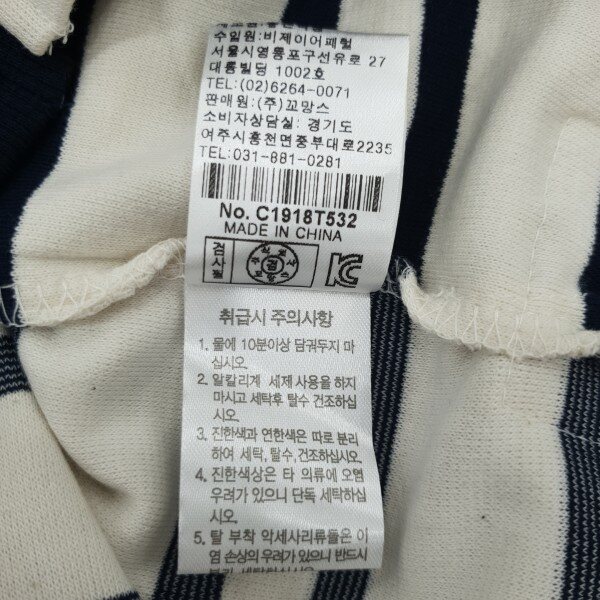 수입원:비제이어패럴
서울시영등포구선유로 27
대룡빌딩 1002호
TEL:(02)6264-0071
판매원:(주)꼬망스
소비자상담실: 경기도
여주시흥천면중부대로2235
TEL:031-881-0281
No. C1918T532
MADE IN CHINA
검사필
검
취급시 주의사항
1. 물에 10분이상 담궈두지 마
십시오.
2. 알칼리계 세제 사용을 하지
마시고 세탁후 탈수 건조하십
시오.
3. 진한색과 연한색은 따로 분리
하여 세탁, 탈수,건조하십시오.
4. 진한색상은 타 의류에 오염
우려가 있으니 단독 세탁하십
시오.
5. 탈 부착 악세사리류들은 이
염 손상의 우려가 있으니 반드시